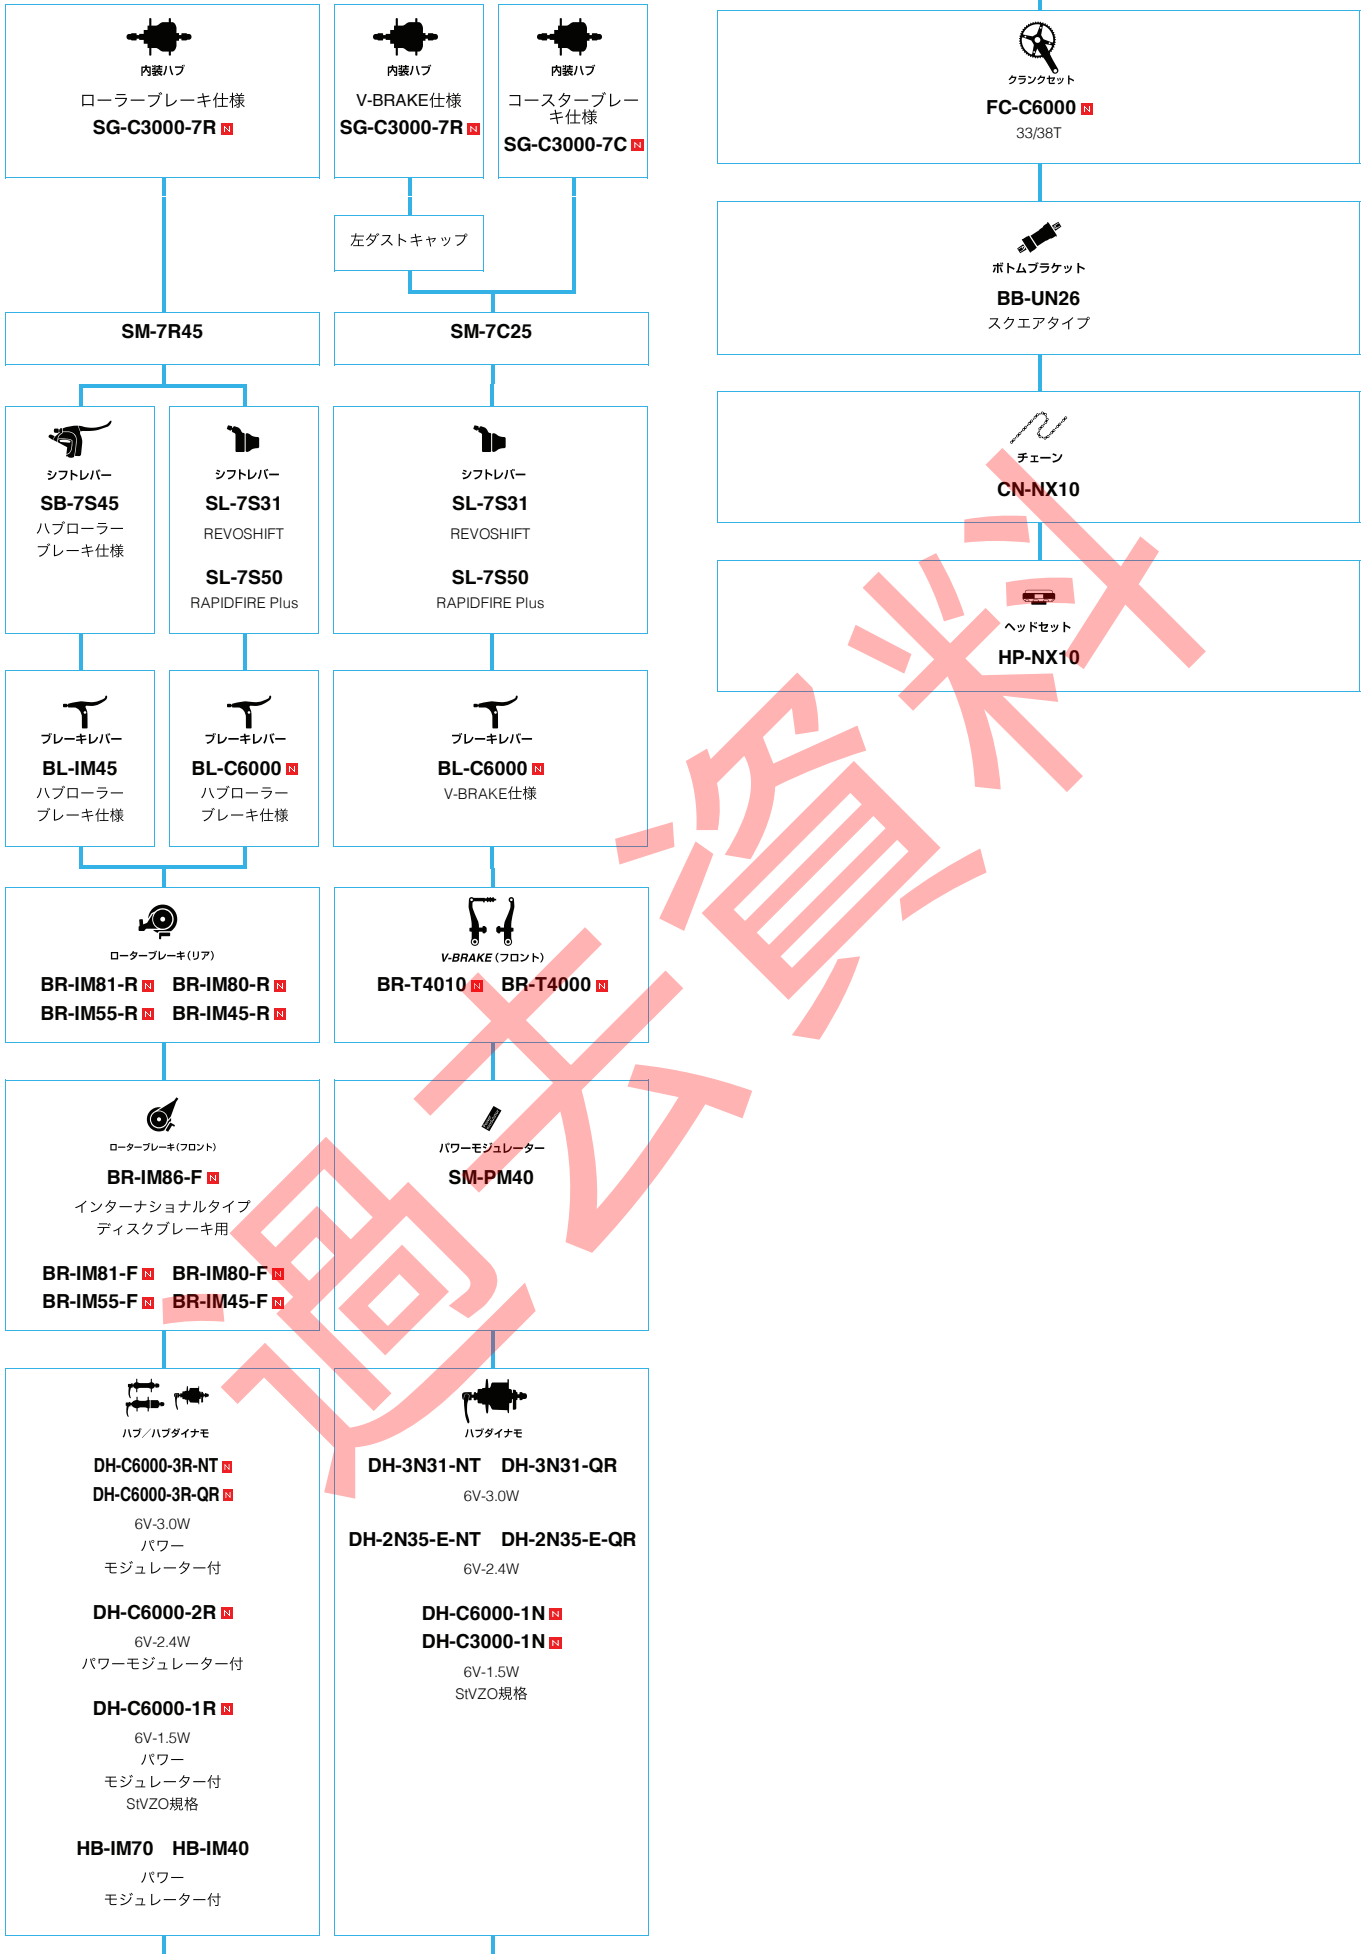 内装ハブ
ローラーブレーキ仕様
SG-C3000-7R N
内装ハブ
V-BRAKE仕様
SG-C3000-7R N
内装ハブ
コースターブレー
キ仕様
SG-C3000-7C N
左ダストキャップ
SM-7R45
SM-7C25
シフトレバー
SB-7S45
ハブローラー
ブレーキ仕様
シフトレバー
SL-7S31
REVOSHIFT
SL-7S50
RAPIDFIRE Plus
シフトレバー
SL-7S31
REVOSHIFT
SL-7S50
RAPIDFIRE Plus
ブレーキレバー
BL-IM45
ハブローラー
ブレーキ仕様
ブレーキレバー
BL-C6000 N
ハブローラー
ブレーキ仕様
ブレーキレバー
BL-C6000 N
V-BRAKE仕様
ローターブレーキ(リア)
BR-IM81-R N BR-IM80-R N
BR-IM55-R N BR-IM45-R N
V-BRAKE(フロント)
BR-T4010 N BR-T4000 N
ローターブレーキ(フロント)
BR-IM86-F N
インターナショナルタイプ
ディスクブレーキ用
BR-IM81-F N BR-IM80-F N
BR-IM55-F N BR-IM45-F N
パワーモジュレーター
SM-PM40
ハブ/ハブダイナモ
DH-C6000-3R-NT N
DH-C6000-3R-QR N
6V-3.0W
パワー
モジュレーター付
DH-C6000-2R N
6V-2.4W
パワーモジュレーター付
DH-C6000-1R N
6V-1.5W
パワー
モジュレーター付
StVZO規格
HB-IM70 HB-IM40
パワー
モジュレーター付
ハブダイナモ
DH-3N31-NT DH-3N31-QR
6V-3.0W
DH-2N35-E-NT DH-2N35-E-QR
6V-2.4W
DH-C6000-1N N
DH-C3000-1N N
6V-1.5W
StVZO規格
クランクセット
FC-C6000 N
33/38T
ボトムブラケット
BB-UN26
スクエアタイプ
チェーン
CN-NX10
ヘッドセット
HP-NX10
過去資料